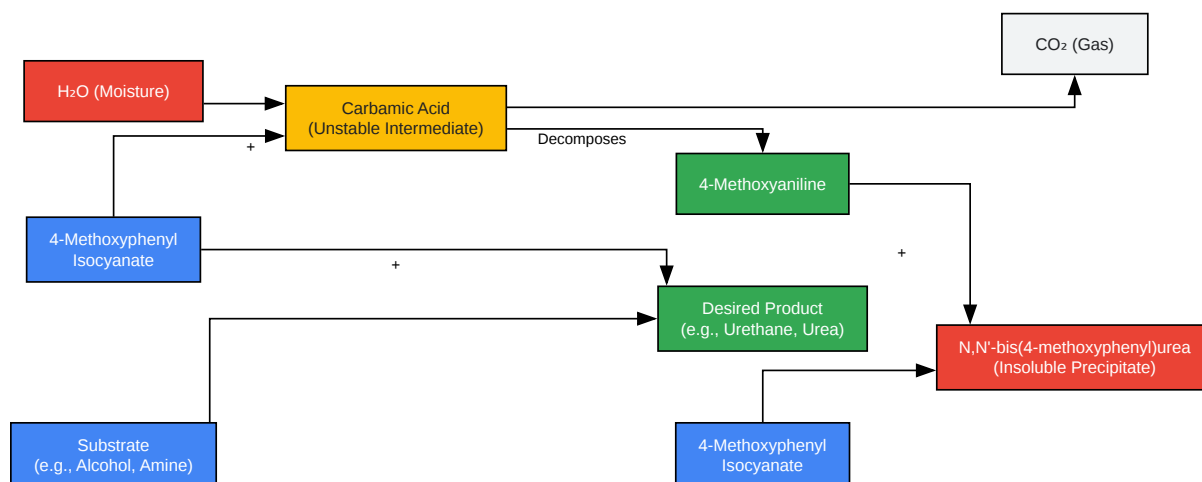 CO₂ (Gas)
H₂O (Moisture)
Carbamic Acid
(Unstable Intermediate)
Decomposes
+
4-Methoxyaniline
4-Methoxyphenyl
Isocyanate
+
+
Desired Product
(e.g., Urethane, Urea)
N,N'-bis(4-methoxyphenyl)urea
(Insoluble Precipitate)
Substrate
(e.g., Alcohol, Amine)
4-Methoxyphenyl
Isocyanate